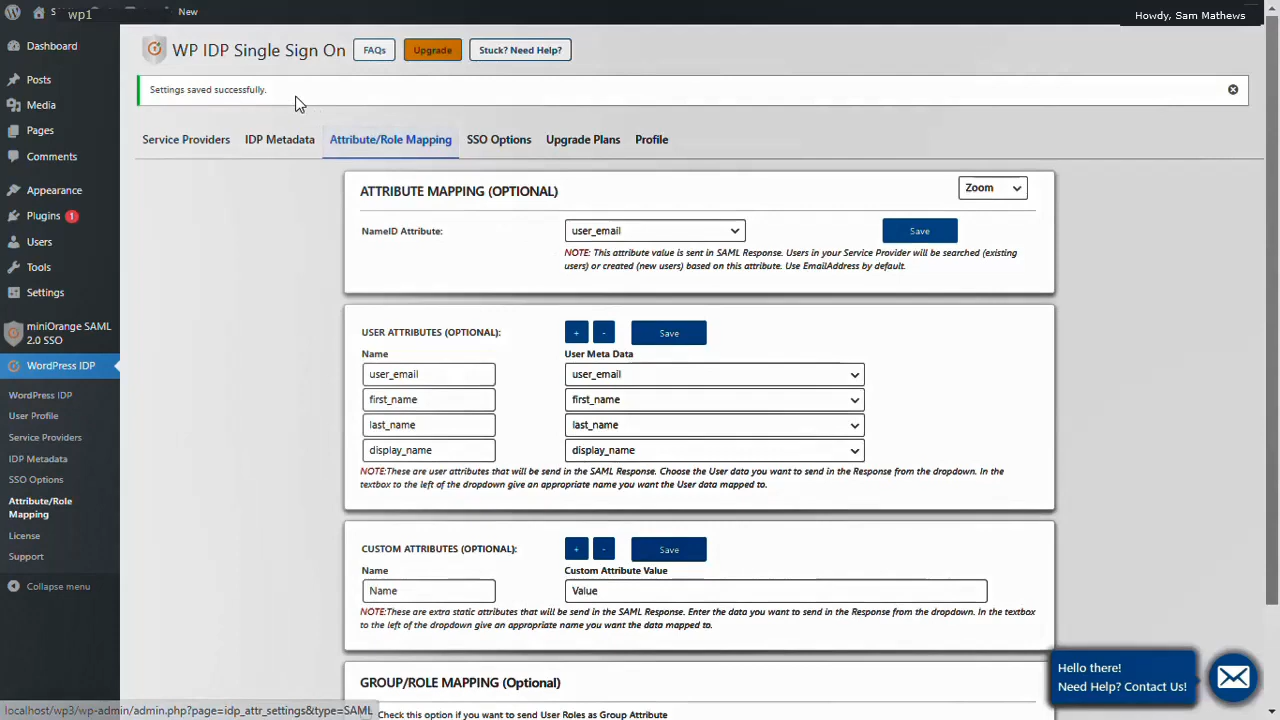 wp1
New
Howdy, Sam Mathews
Dashboard
Posts
Media
Pages
Comments
Appearance
Plugins 1
Users
Tools
Settings
miniOrange SAML
2.0 SSO
WordPress IDP
WordPress IDP
User Profile
Service Providers
IDP Metadata
SSO Options
Attribute/Role
Mapping
License
Support
Collapse menu
WP IDP Single Sign On
FAQs
Upgrade
Stuck? Need Help?
Settings saved successfully.
Service Providers
IDP Metadata
Attribute/Role Mapping
SSO Options
Upgrade Plans
Profile
ATTRIBUTE MAPPING (OPTIONAL)
Zoom
NameID Attribute:
user_email
Save
NOTE: This attribute value is sent in SAML Response. Users in your Service Provider will be searched (existing
users) or created (new users) based on this attribute. Use EmailAddress by default.
USER ATTRIBUTES (OPTIONAL):
+
-
Save
Name
User Meta Data
user_email
user_email
first_name
first_name
last_name
last_name
display_name
display_name
NOTE:These are user attributes that will be send in the SAML Response. Choose the User data you want to send in the Response from the dropdown. In the
textbox to the left of the dropdown give an appropriate name you want the User data mapped to.
CUSTOM ATTRIBUTES (OPTIONAL):
+
-
Save
Name
Custom Attribute Value
Name
Value
NOTE:These are extra static attributes that will be send in the SAML Response. Enter the data you want to send in the Response from the dropdown. In the textbox
to the left of the dropdown give an appropriate name you want the data mapped to.
GROUP/ROLE MAPPING (Optional)
Check this option if you want to send User Roles as Group Attribute
Hello there!
Need Help? Contact Us!
localhost/wp3/wp-admin/admin.php?page=idp_attr_settings&type=SAML